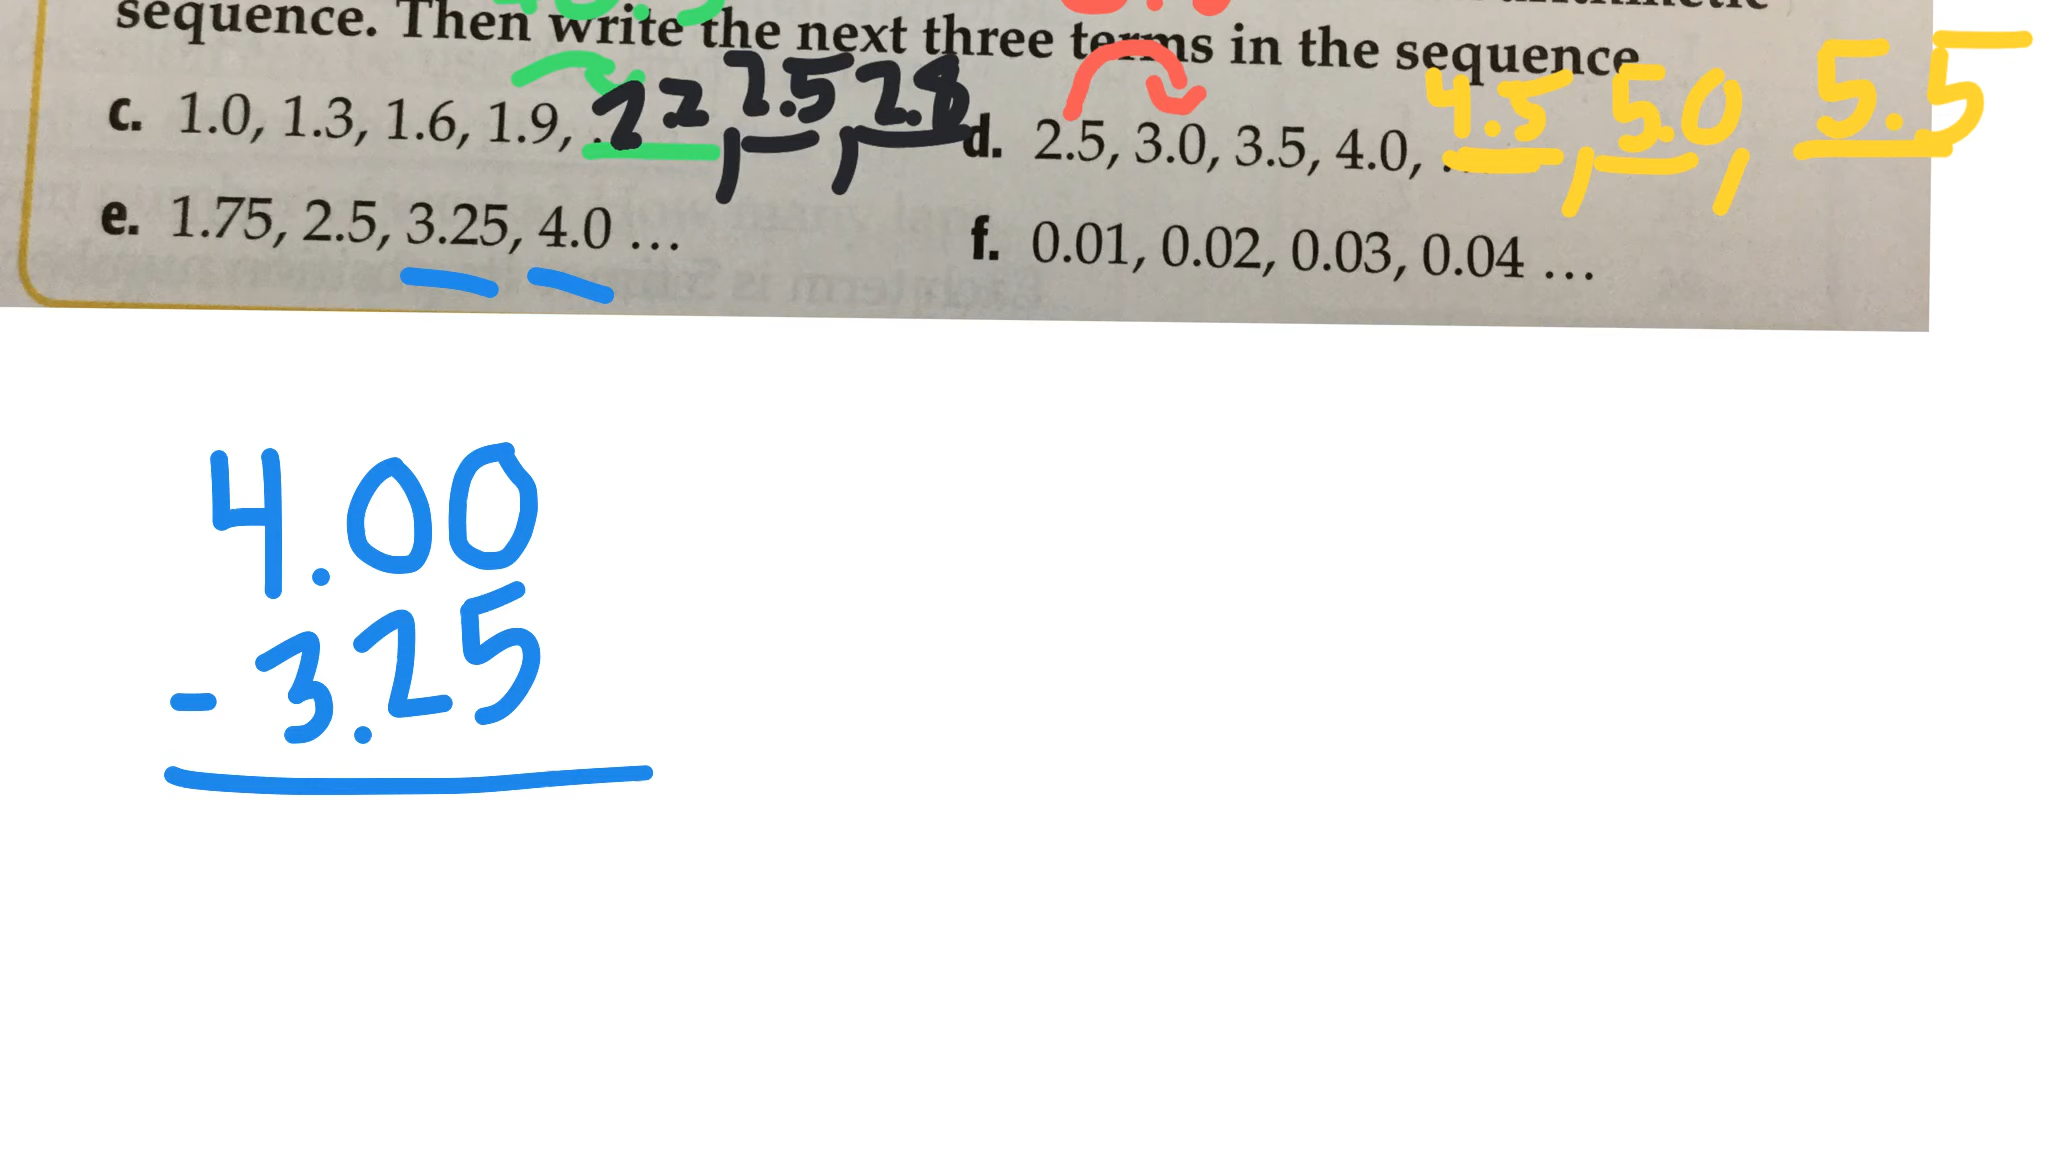 sequence. Then write the next three terms in the sequence
c. 1.0, 1.3, 1.6, 1.9, 2.2, 2.5, 2.8
d. 2.5, 3.0, 3.5, 4.0, 4.5, 5.0, 5.5
e. 1.75, 2.5, 3.25, 4.0 ...
f. 0.01, 0.02, 0.03, 0.04 ...
4.00
- 3.25